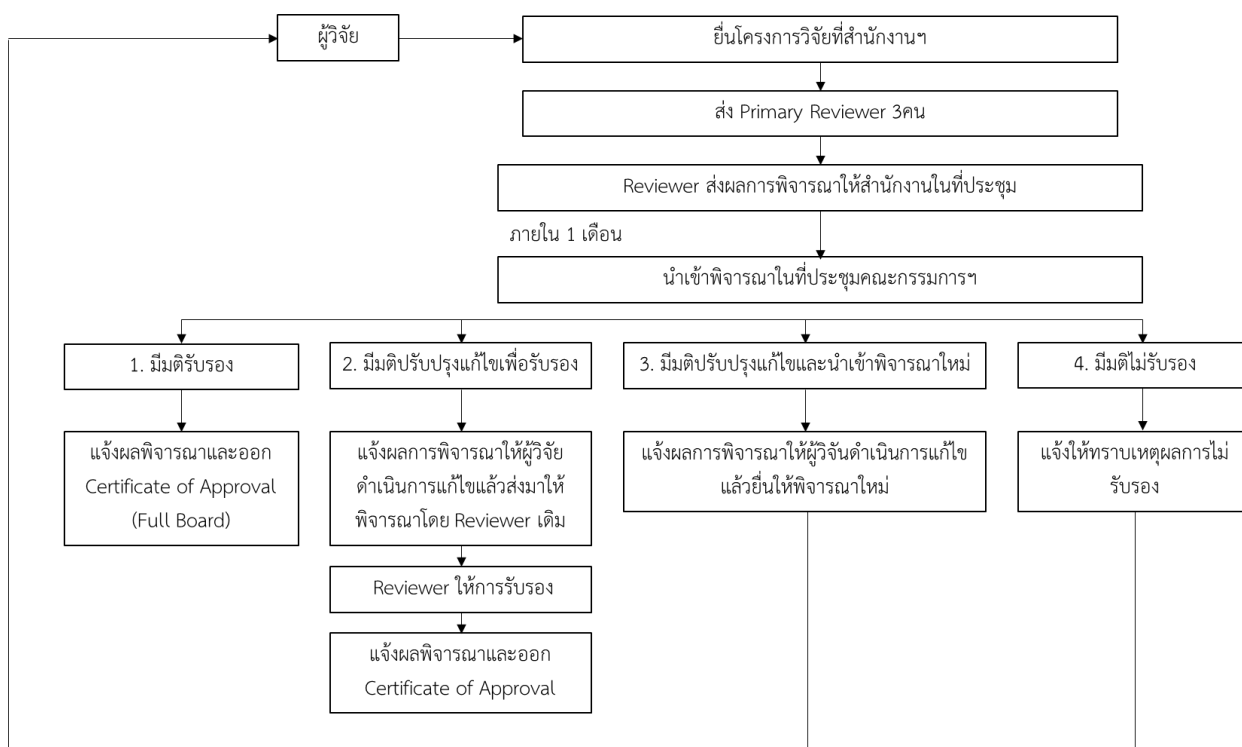 ผู้วิจัย
ยื่นโครงการวิจัยที่สำนักงานฯ
ส่ง Primary Reviewer 3คน
Reviewer ส่งผลการพิจารณาให้สำนักงานในที่ประชุม
ภายใน 1 เดือน
นำเข้าพิจารณาในที่ประชุมคณะกรรมการฯ
1. มีมติรับรอง
2. มีมติปรับปรุงแก้ไขเพื่อรับรอง
3. มีมติปรับปรุงแก้ไขและนำเข้าพิจารณาใหม่
4. มีมติไม่รับรอง
แจ้งผลพิจารณาและออก
Certificate of Approval
(Full Board)
แจ้งผลการพิจารณาให้ผู้วิจัย
ดำเนินการแก้ไขแล้วส่งมาให้
พิจารณาโดย Reviewer เดิม
แจ้งผลการพิจารณาให้ผู้วิจันดำเนินการแก้ไข
แล้วยื่นให้พิจารณาใหม่
แจ้งให้ทราบเหตุผลการไม่
รับรอง
Reviewer ให้การรับรอง
แจ้งผลพิจารณาและออก
Certificate of Approval